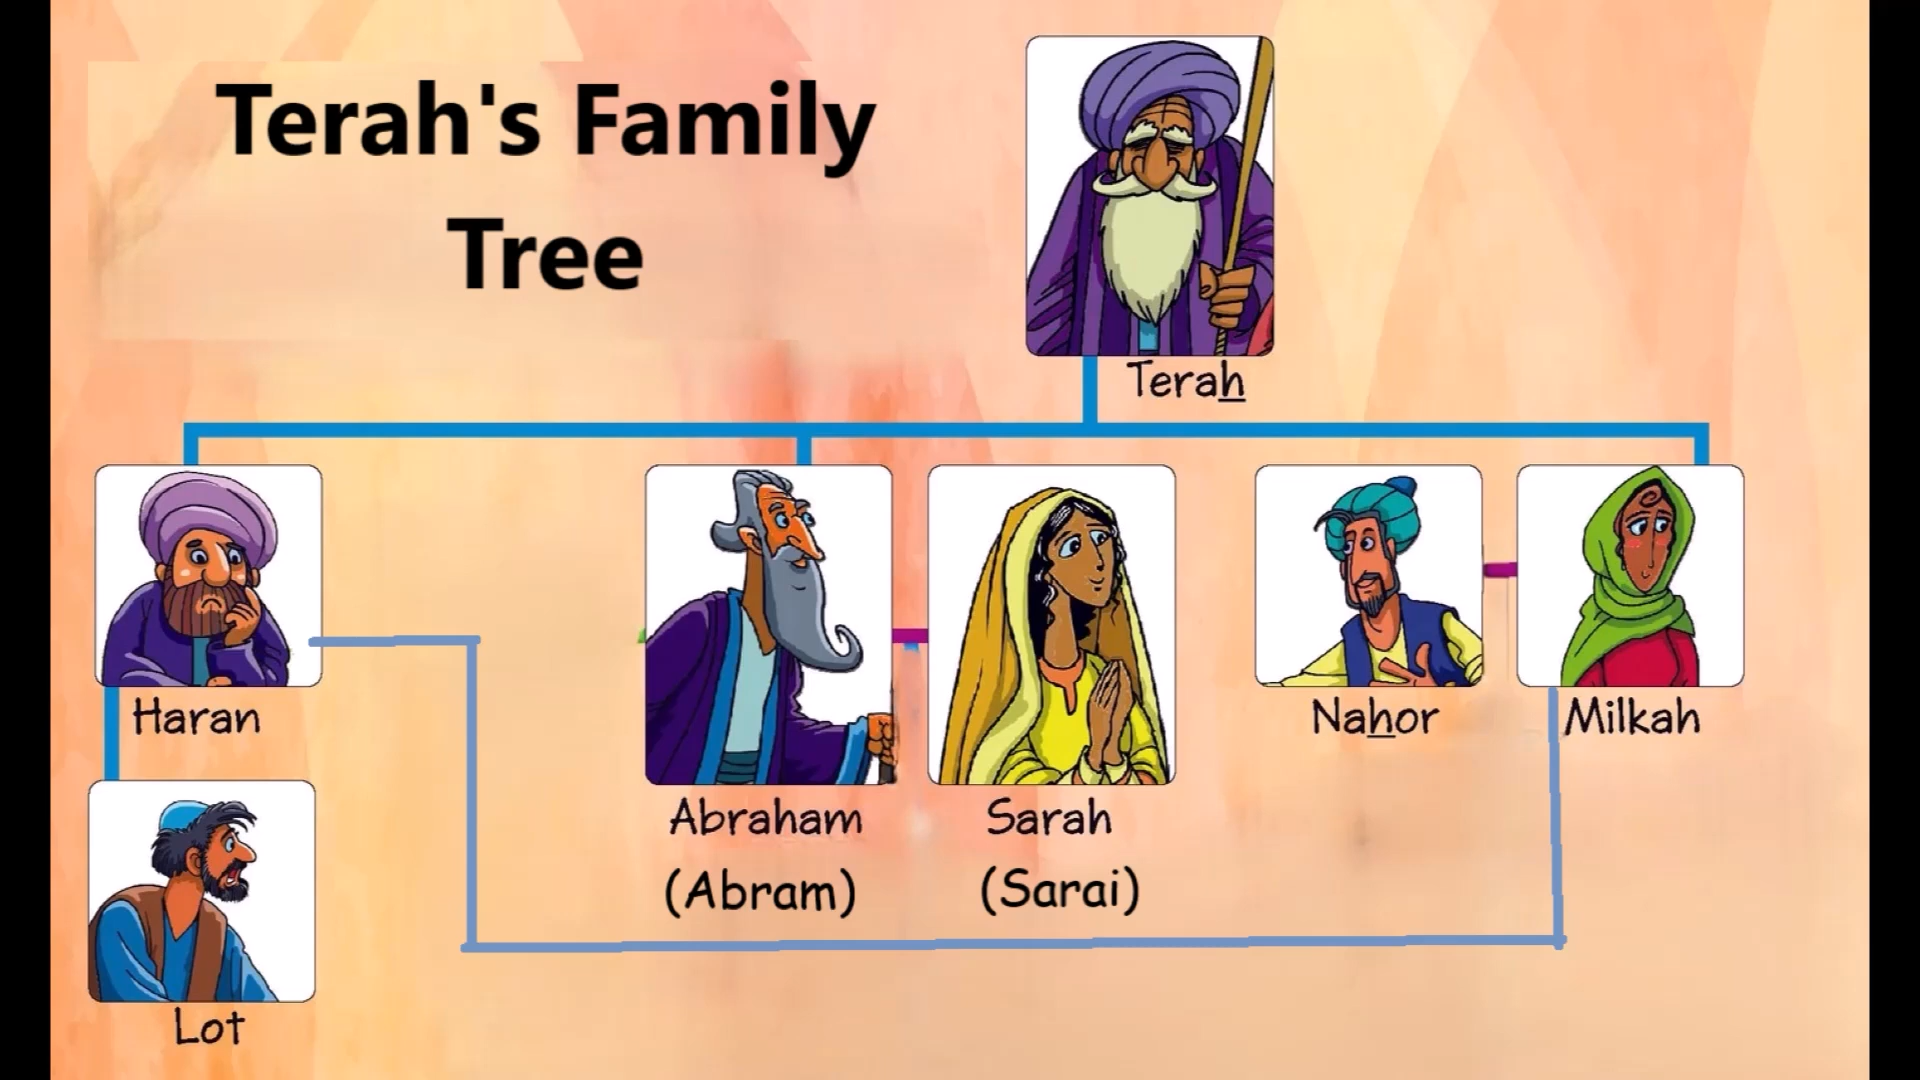 Terah's Family
Tree
Terah
Haran
Nahor
Milkah
Abraham
Sarah
(Abram)
(Sarai)
Lot